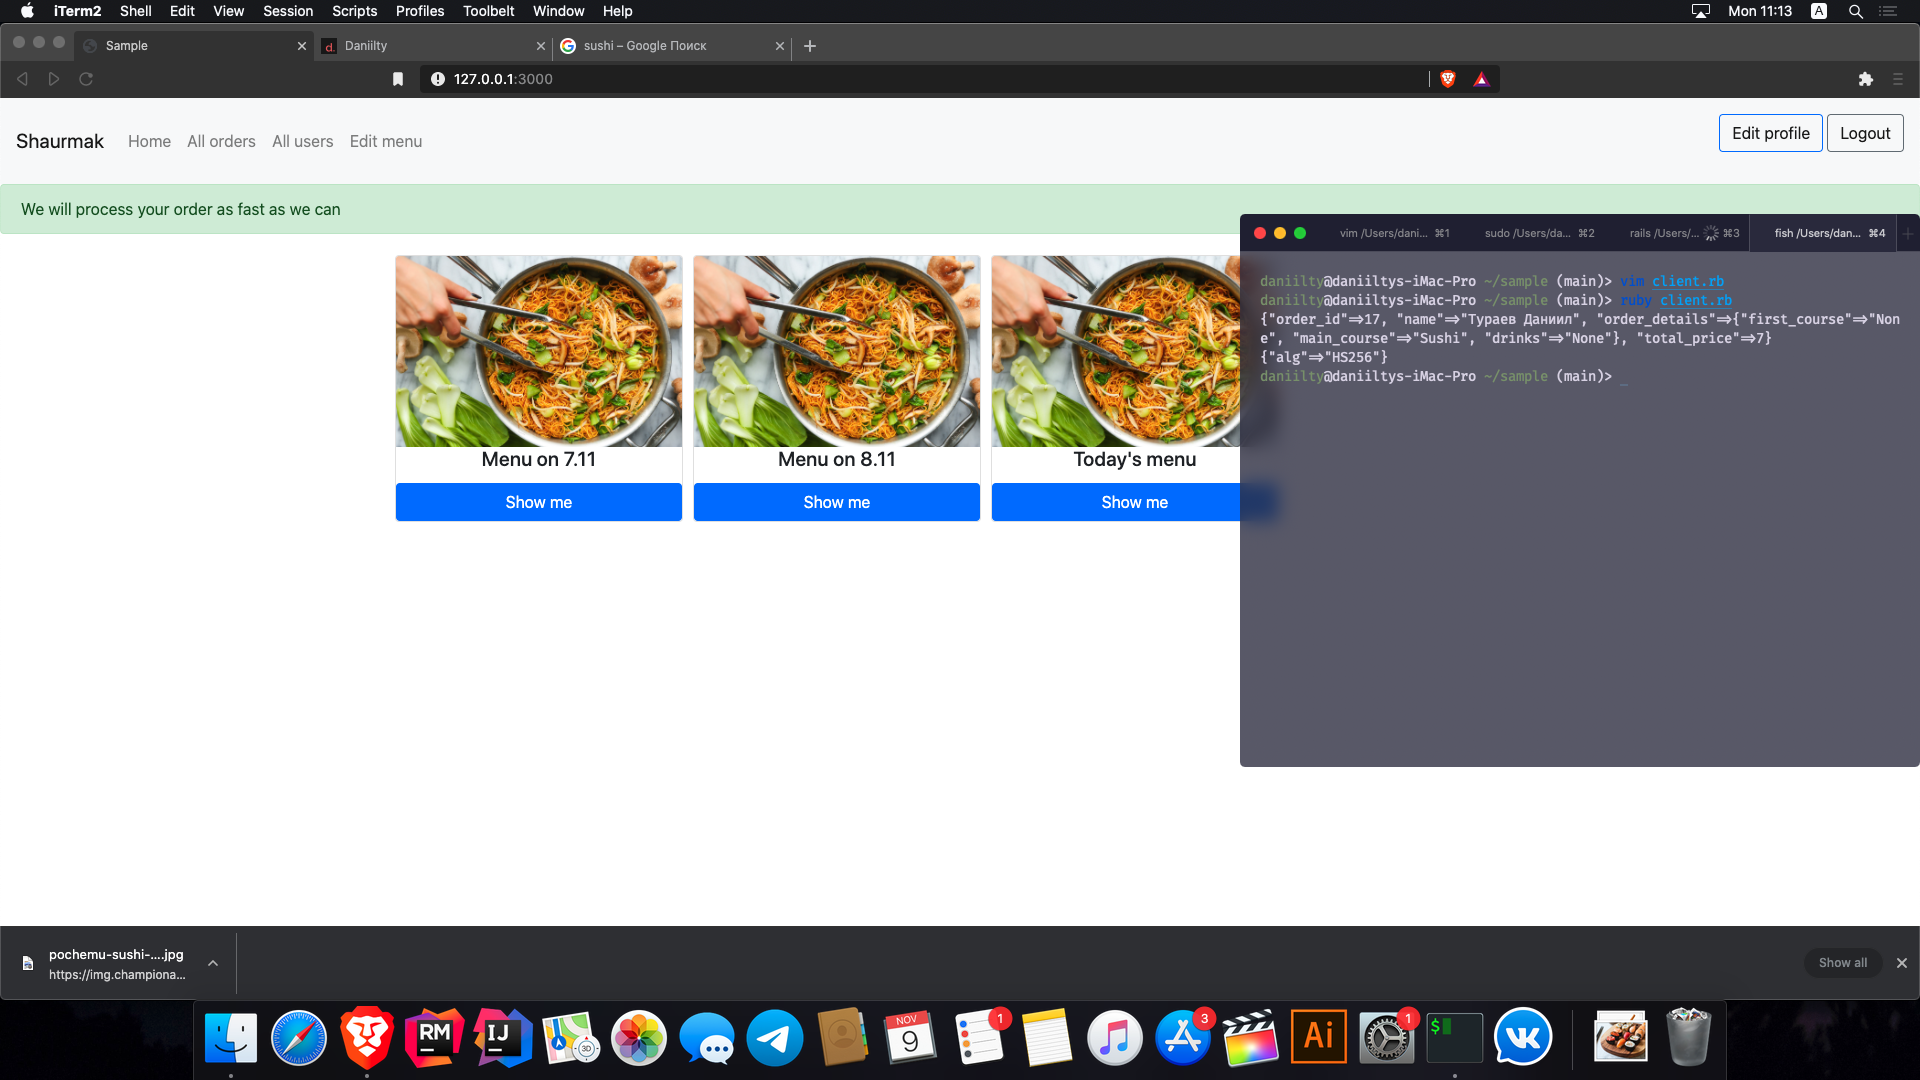 iTerm2 Shell Edit View Session Scripts Profiles Toolbelt Window Help Mon 11:13 A
Sample Daniilty sushi – Google Поиск
127.0.0.1:3000
Shaurmak Home All orders All users Edit menu Edit profile Logout
We will process your order as fast as we can
vim /Users/dani... ⌘1 sudo /Users/da... ⌘2 rails /Users/... ⌘3 fish /Users/dan... ⌘4
daniilty@daniiltys-iMac-Pro ~/sample (main)> vim client.rb
daniilty@daniiltys-iMac-Pro ~/sample (main)> ruby client.rb
{"order_id"=>17, "name"=>"Тураев Даниил", "order_details"=>{"first_course"=>"Non
e", "main_course"=>"Sushi", "drinks"=>"None"}, "total_price"=>7}
{"alg"=>"HS256"}
daniilty@daniiltys-iMac-Pro ~/sample (main)> _
Menu on 7.11 Menu on 8.11 Today's menu
Show me Show me Show me
pochemu-sushi-....jpg
https://img.championa...
Show all
RM IJ 3D NOV 9 1 3 Ai 1 $ VK